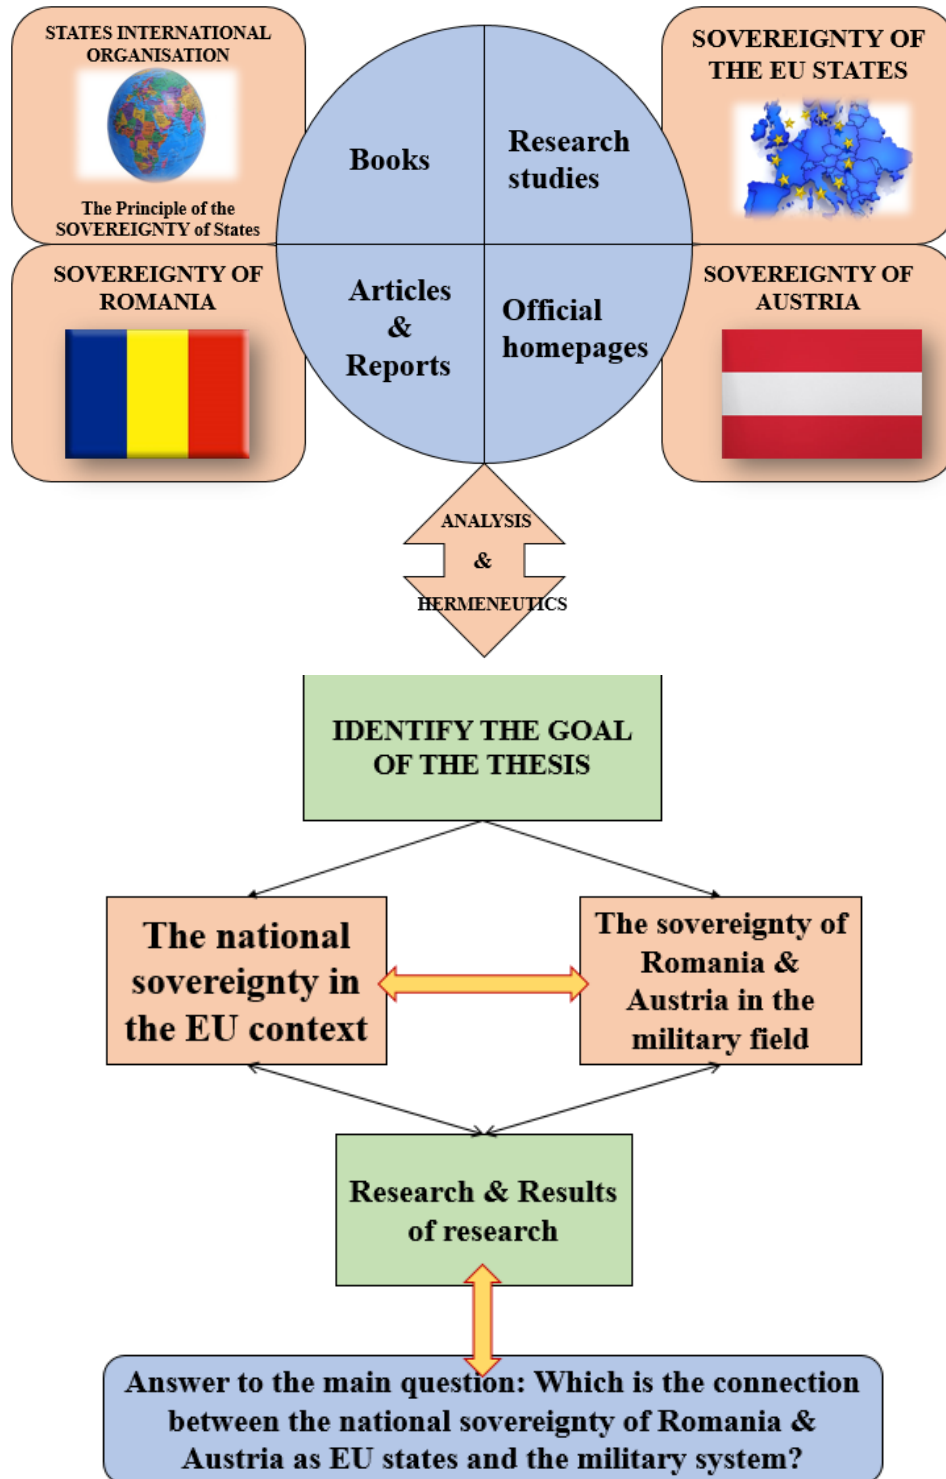 STATES INTERNATIONAL
ORGANISATION
The Principle of the
SOVEREIGNTY of States
Books
Research
studies
SOVEREIGNTY OF
THE EU STATES
SOVEREIGNTY OF
ROMANIA
Articles
&
Reports
Official
homepages
SOVEREIGNTY OF
AUSTRIA
ANALYSIS
&
HERMENEUTICS
IDENTIFY THE GOAL
OF THE THESIS
The national
sovereignty in
the EU context
The sovereignty of
Romania &
Austria in the
military field
Research & Results
of research
Answer to the main question: Which is the connection
between the national sovereignty of Romania &
Austria as EU states and the military system?